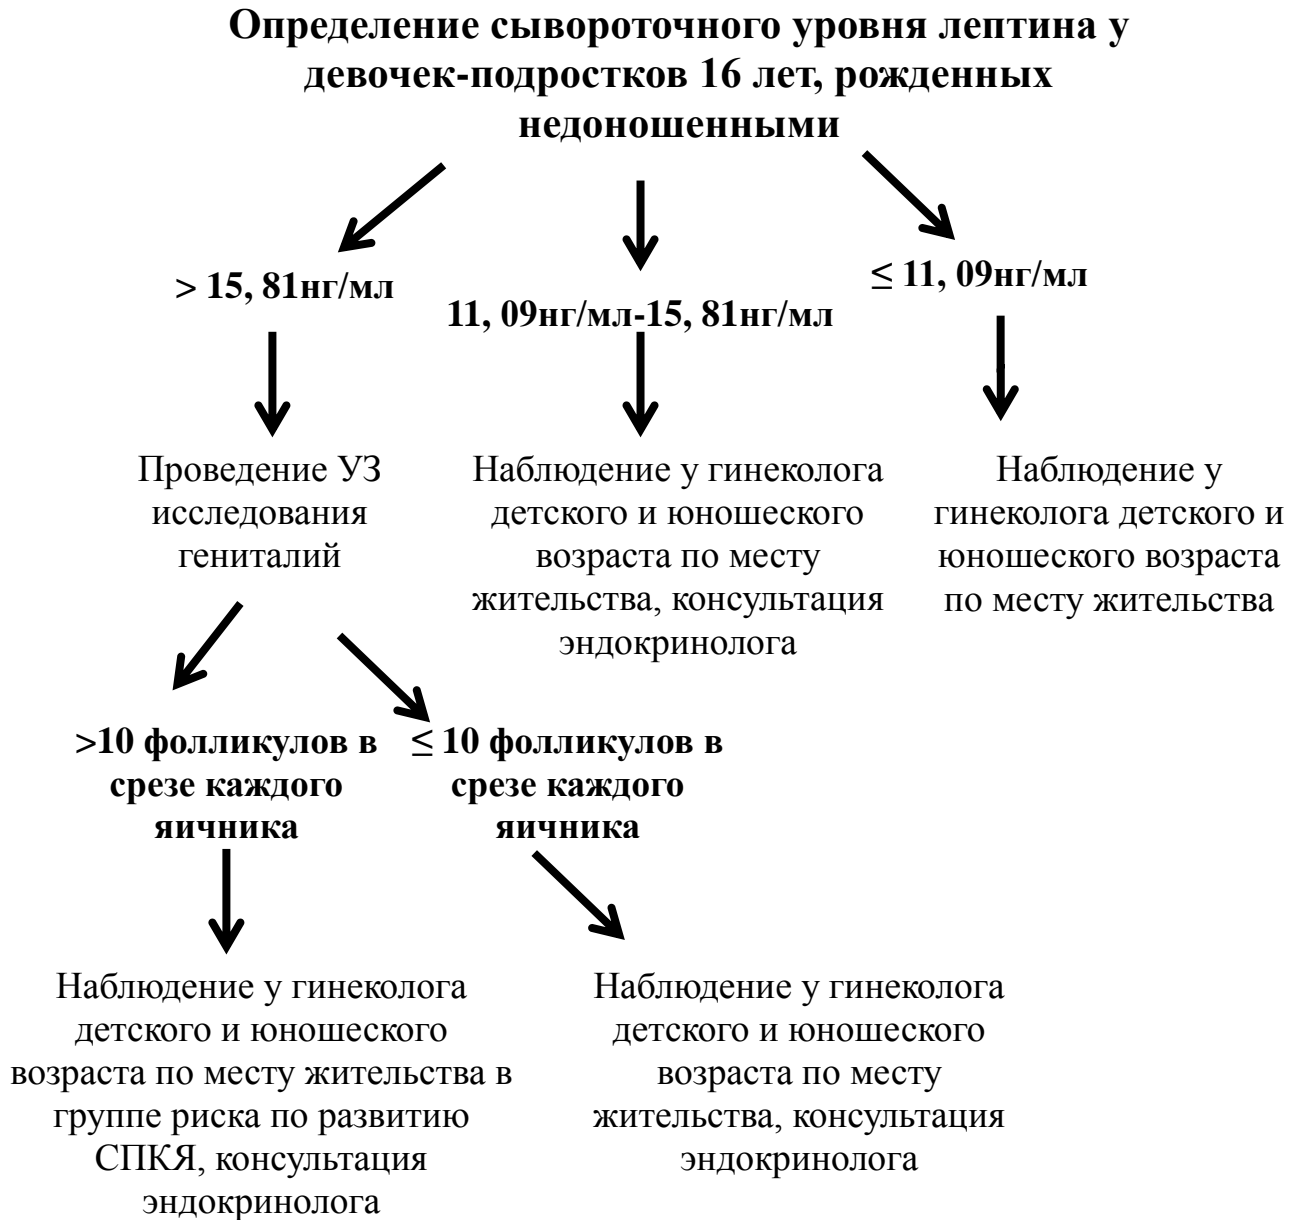 Определение сывороточного уровня лептина у
девочек-подростков 16 лет, рожденных
недоношенными
> 15, 81нг/мл
11, 09нг/мл-15, 81нг/мл
≤ 11, 09нг/мл
Проведение УЗ
исследования
гениталий
Наблюдение у гинеколога
детского и юношеского
возраста по месту
жительства, консультация
эндокринолога
Наблюдение у
гинеколога детского и
юношеского возраста
по месту жительства
>10 фолликулов в
срезе каждого
яичника
≤ 10 фолликулов в
срезе каждого
яичника
Наблюдение у гинеколога
детского и юношеского
возраста по месту жительства в
группе риска по развитию
СПКЯ, консультация
эндокринолога
Наблюдение у гинеколога
детского и юношеского
возраста по месту
жительства, консультация
эндокринолога